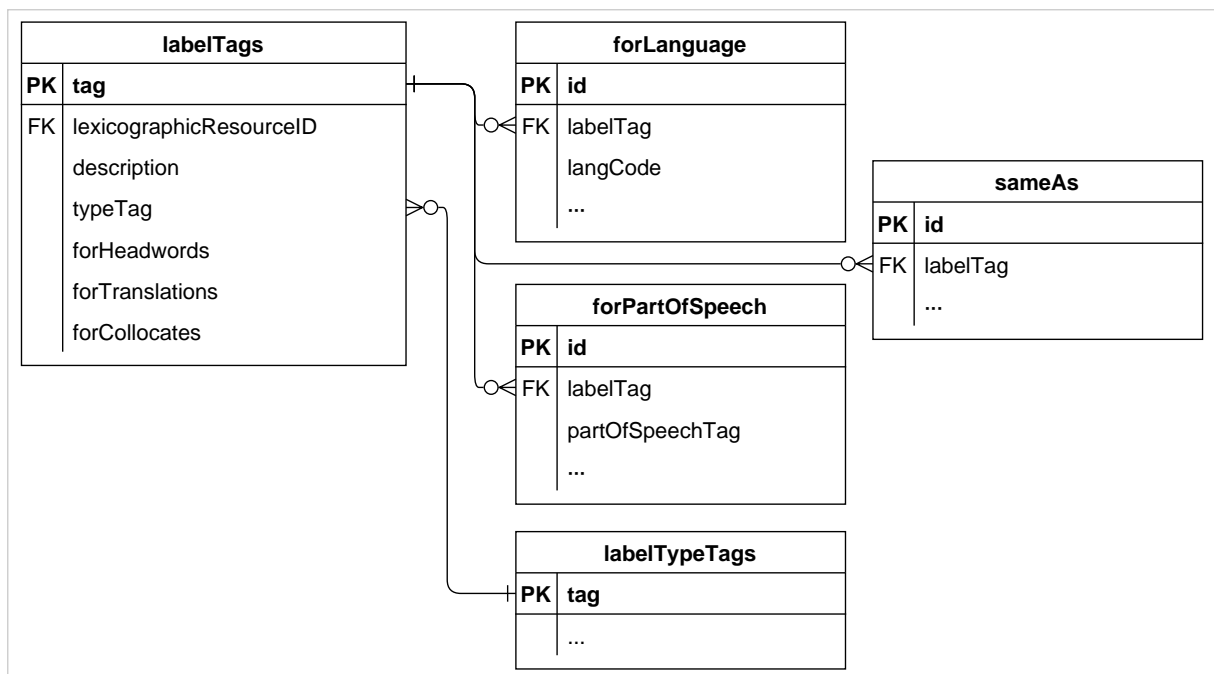 labelTags
PK tag
FK lexicographicResourceID
description
typeTag
forHeadwords
forTranslations
forCollocates
forLanguage
PK id
FK labelTag
langCode
...
sameAs
PK id
FK labelTag
...
forPartOfSpeech
PK id
FK labelTag
partOfSpeechTag
...
labelTypeTags
PK tag
...